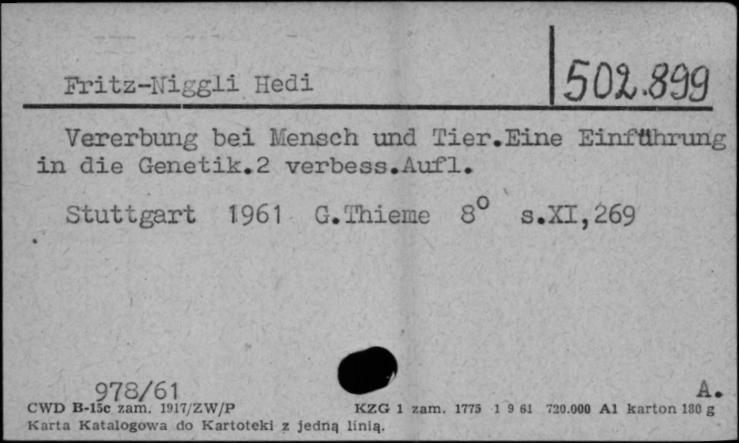 Fritz-Niggli Hedi
502.899
Vererbung bei Mensch und Tier.Eine Einführung
in die Genetik.2 verbess.Aufl.
Stuttgart 1961 G.Thieme 8° s.XI,269
978/61 A.
CWD B-15c zam. 1917/ZW/P KZG 1 zam. 1775 1 9 61 720.000 A1 karton 180 g
Karta Katalogowa do Kartoteki z jedną linią.